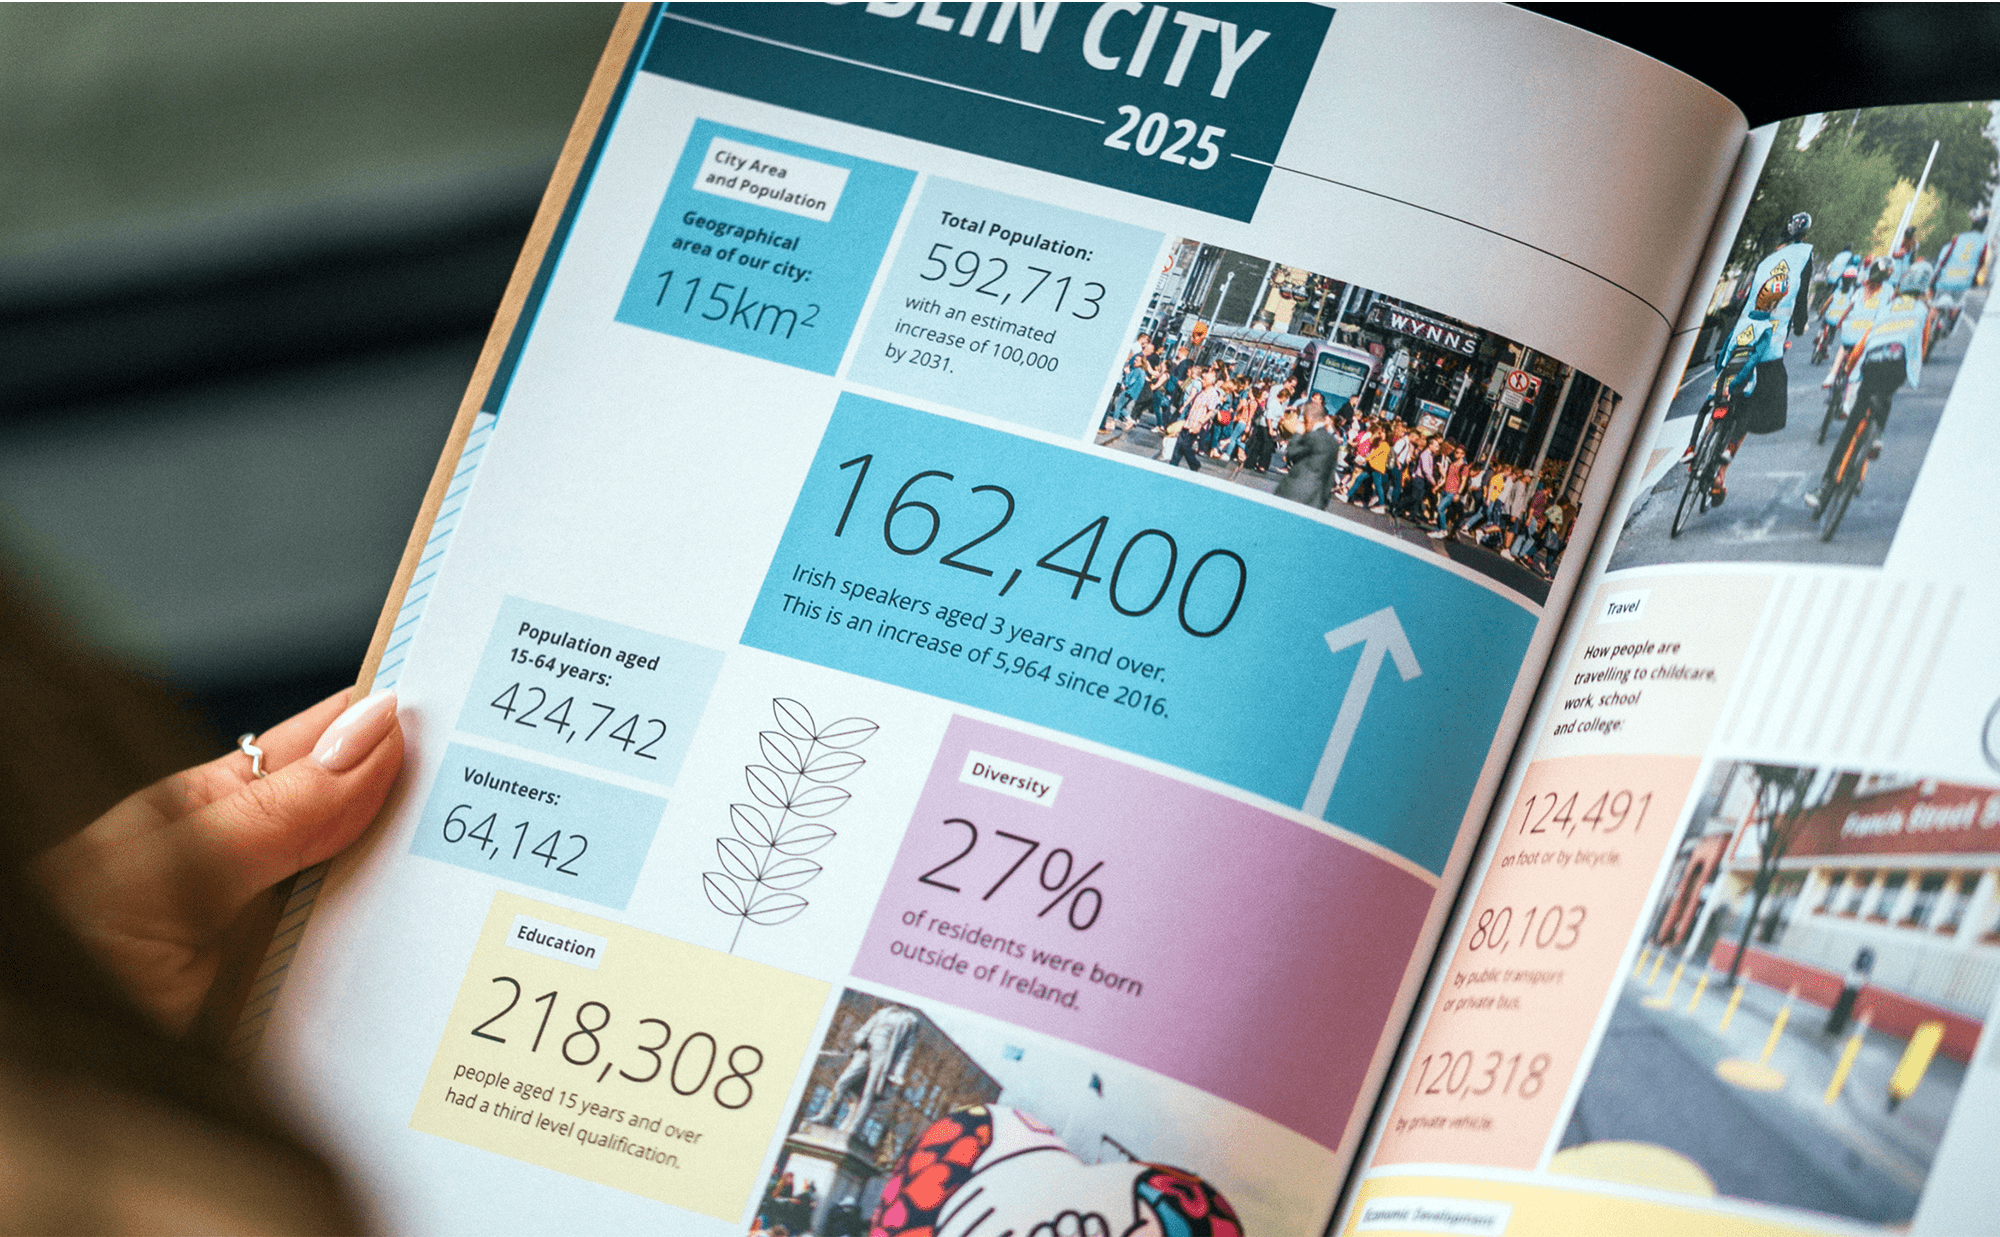 BLIN CITY
2025
City Area
and Population
Geographical
area of our city:
115km²
Total Population:
592,713
with an estimated
increase of 100,000
by 2031.
WYNNS
162,400
Irish speakers aged 3 years and over.
This is an increase of 5,964 since 2016.
Population aged
15-64 years:
424,742
Volunteers:
64,142
Diversity
27%
of residents were born
outside of Ireland.
Education
218,308
people aged 15 years and over
had a third level qualification.
Travel
How people are
travelling to childcare,
work, school
and college:
124,491
on foot or by bicycle.
80,103
by public transport
or private bus.
120,318
by private vehicle.
Francis Street
Economic Development